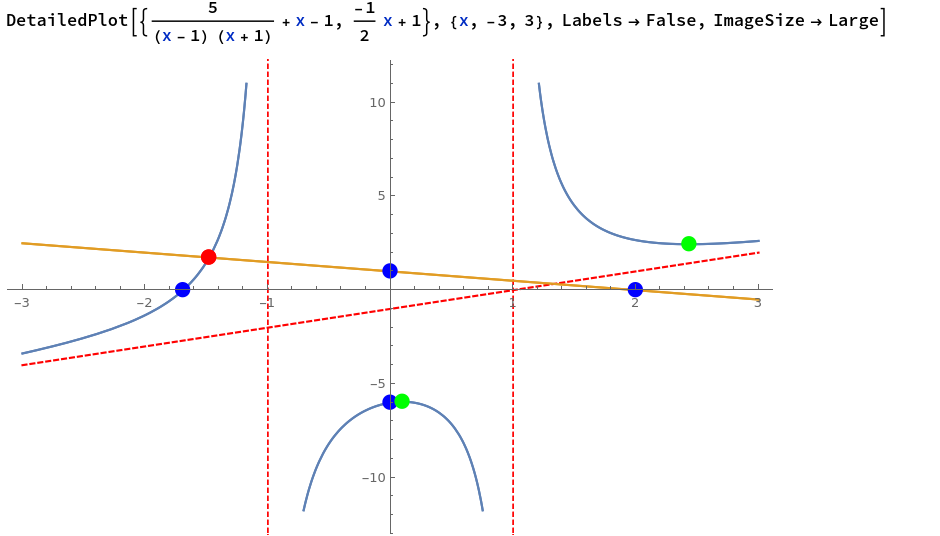 DetailedPlot[{5/((x − 1) (x + 1)) + x − 1, −1/2 x + 1}, {x, −3, 3}, Labels → False, ImageSize → Large]
10
5
−3 −2 −1 1 2 3
−5
−10